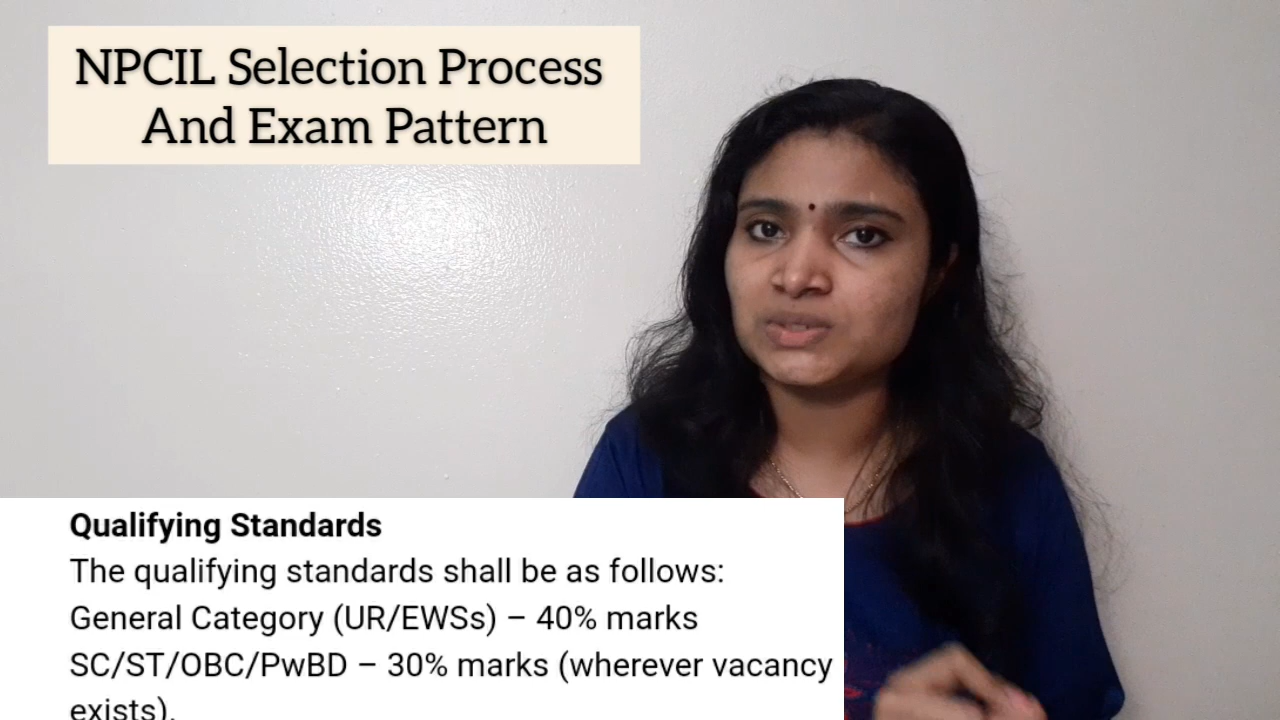 NPCIL Selection Process
And Exam Pattern
Qualifying Standards
The qualifying standards shall be as follows:
General Category (UR/EWSs) – 40% marks
SC/ST/OBC/PwBD – 30% marks (wherever vacancy
exists).